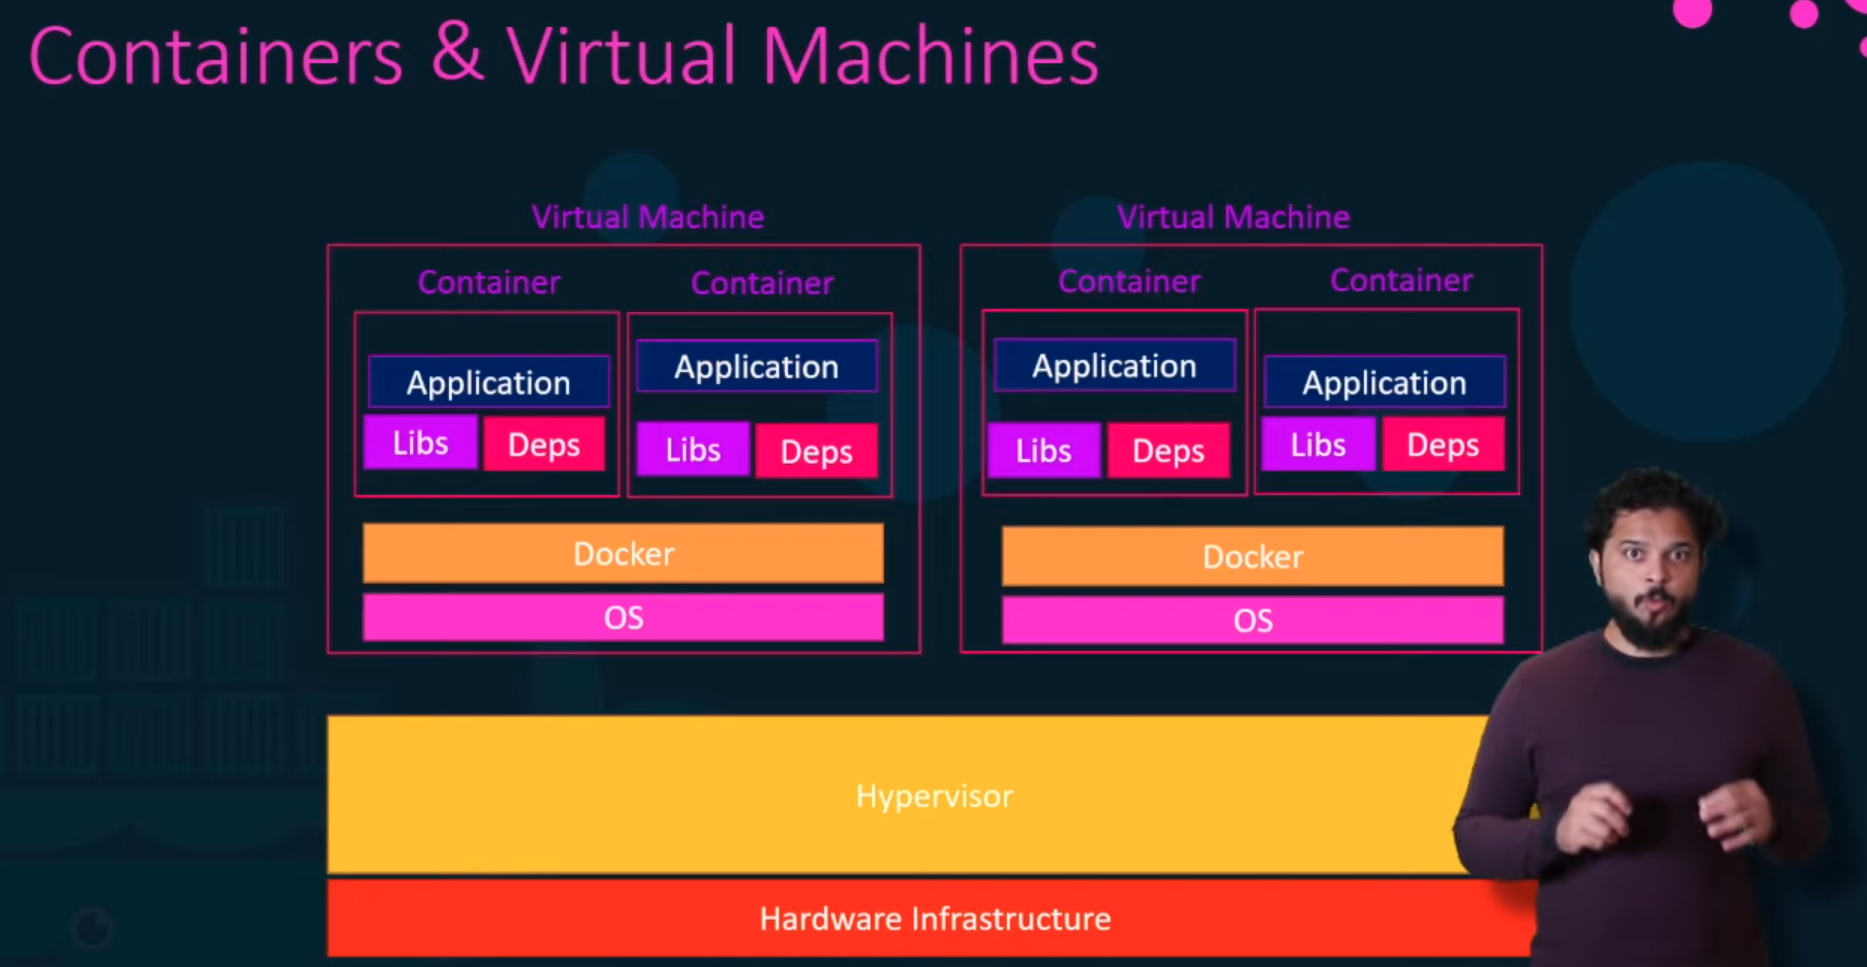 Containers & Virtual Machines
Virtual Machine
Virtual Machine
Container
Container
Container
Container
Application
Application
Application
Application
Libs
Deps
Libs
Deps
Libs
Deps
Libs
Deps
Docker
Docker
OS
OS
Hypervisor
Hardware Infrastructure